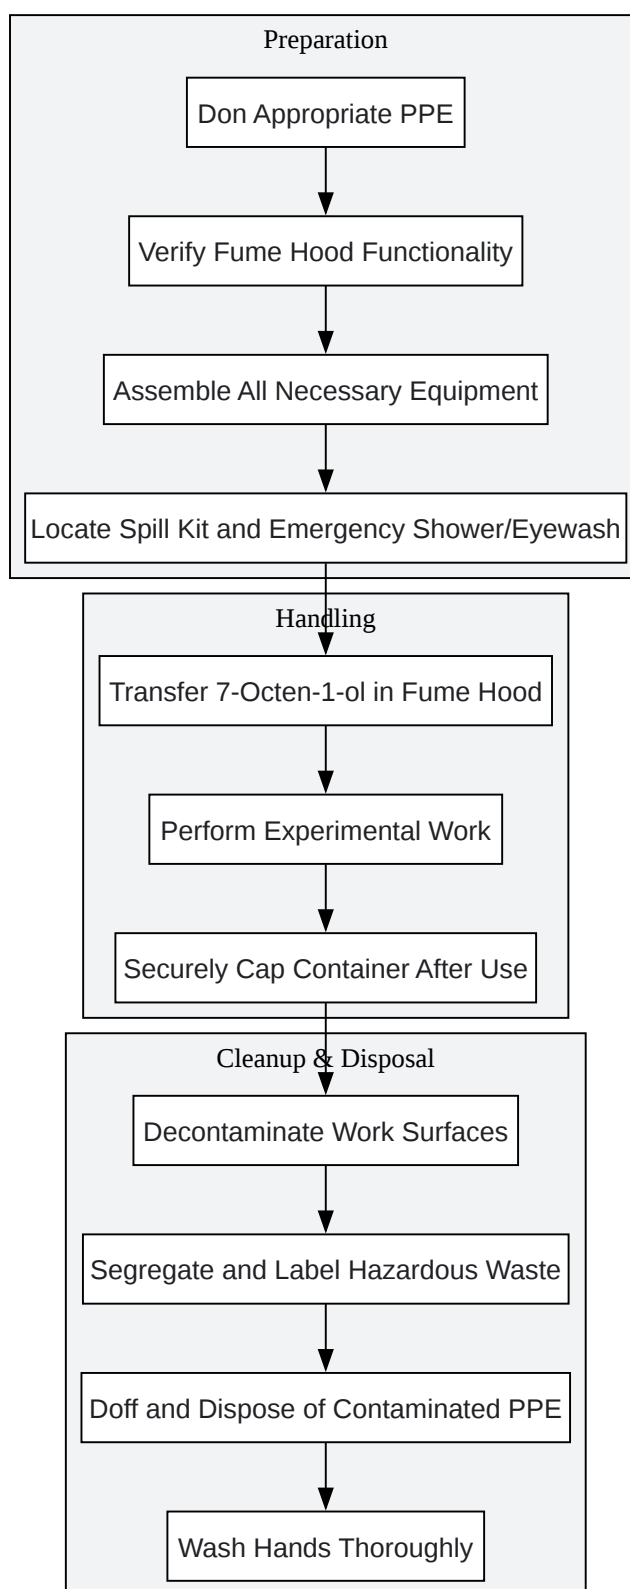 Preparation
Don Appropriate PPE
Verify Fume Hood Functionality
Assemble All Necessary Equipment
Locate Spill Kit and Emergency Shower/Eyewash
Handling
Transfer 7-Octen-1-ol in Fume Hood
Perform Experimental Work
Securely Cap Container After Use
Cleanup & Disposal
Decontaminate Work Surfaces
Segregate and Label Hazardous Waste
Doff and Dispose of Contaminated PPE
Wash Hands Thoroughly